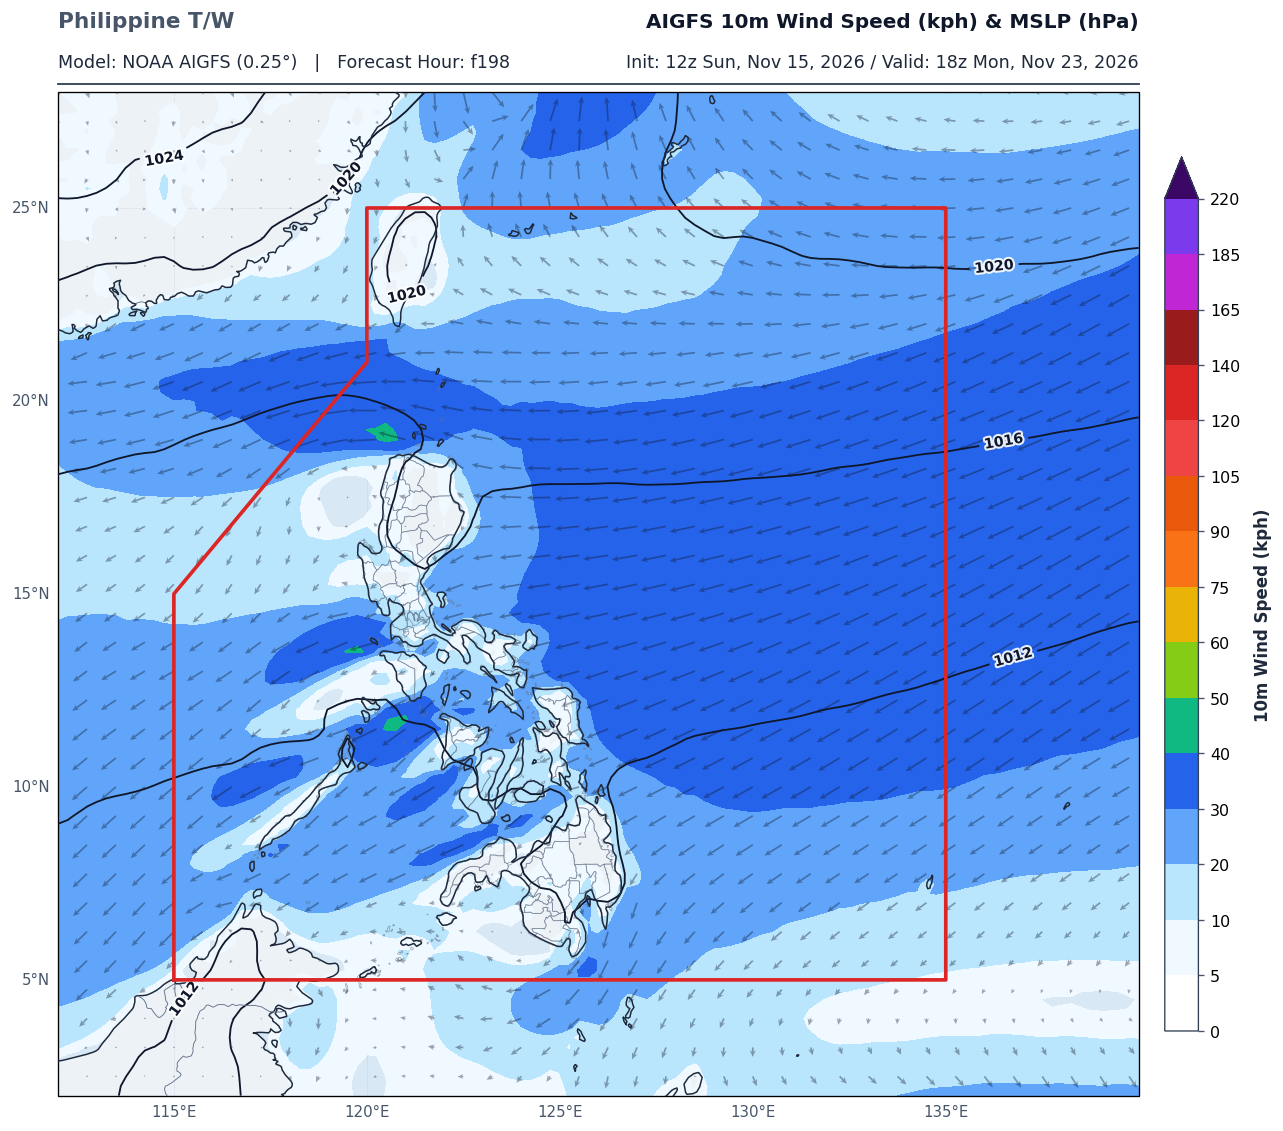 Philippine T/W
AIGFS 10m Wind Speed (kph) & MSLP (hPa)
Model: NOAA AIGFS (0.25°) | Forecast Hour: f198
Init: 12z Sun, Nov 15, 2026 / Valid: 18z Mon, Nov 23, 2026
1024
1020
1020
1020
1016
1012
1012
25°N
20°N
15°N
10°N
5°N
115°E
120°E
125°E
130°E
135°E
220
185
165
140
120
105
90
75
60
50
40
30
20
10
5
0
10m Wind Speed (kph)